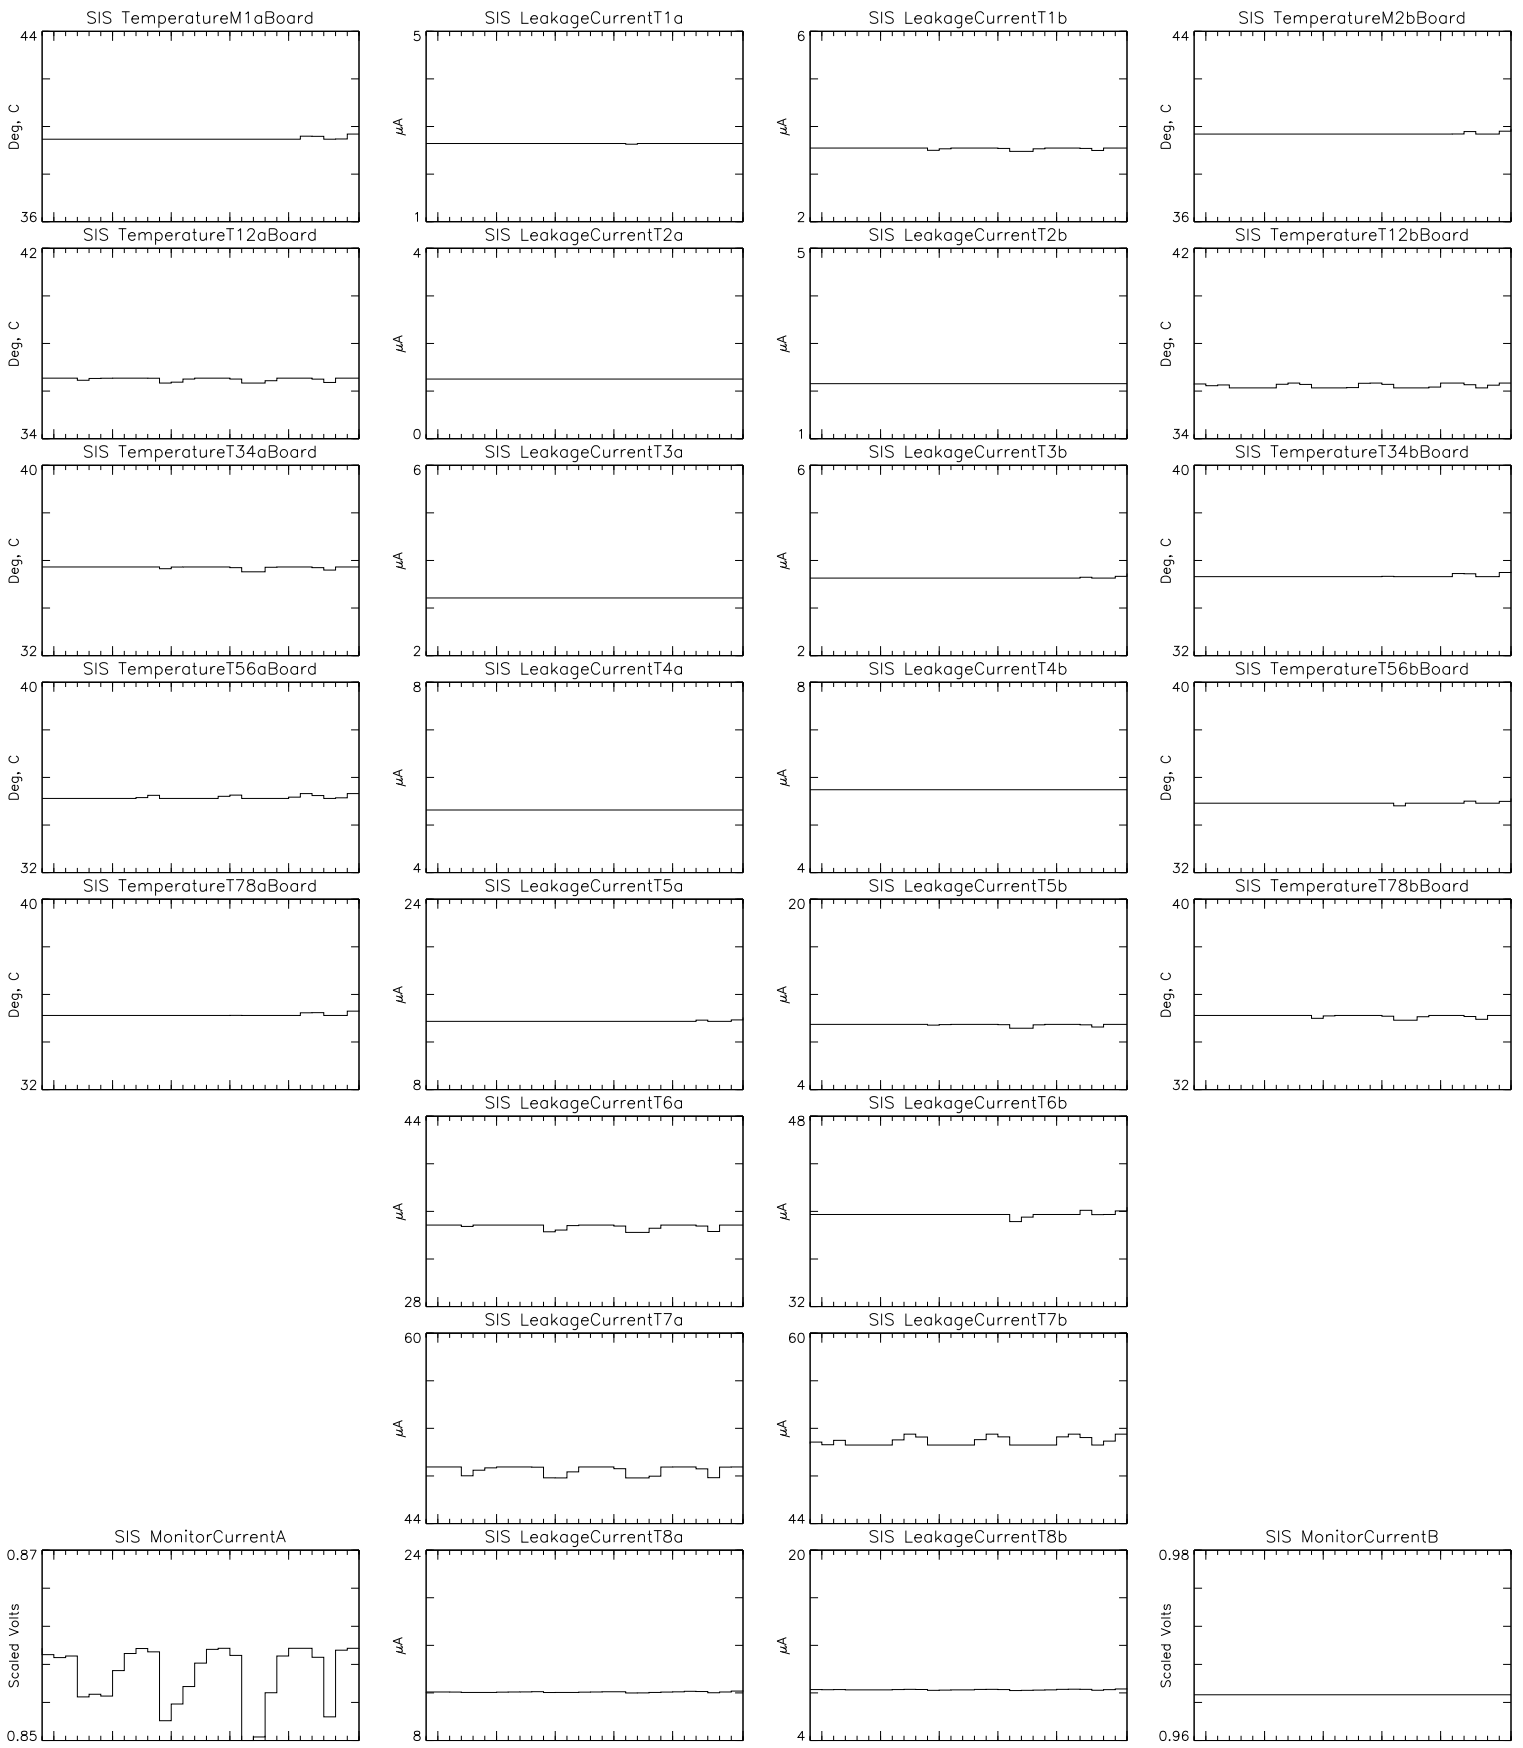 SIS TemperatureM1aBoard
44
Deg, C
36
SIS LeakageCurrentT1a
5
μA
1
SIS LeakageCurrentT1b
6
μA
2
SIS TemperatureM2bBoard
44
Deg, C
36
SIS TemperatureT12aBoard
42
Deg, C
34
SIS LeakageCurrentT2a
4
μA
0
SIS LeakageCurrentT2b
5
μA
1
SIS TemperatureT12bBoard
42
Deg, C
34
SIS TemperatureT34aBoard
40
Deg, C
32
SIS LeakageCurrentT3a
6
μA
2
SIS LeakageCurrentT3b
6
μA
2
SIS TemperatureT34bBoard
40
Deg, C
32
SIS TemperatureT56aBoard
40
Deg, C
32
SIS LeakageCurrentT4a
8
μA
4
SIS LeakageCurrentT4b
8
μA
4
SIS TemperatureT56bBoard
40
Deg, C
32
SIS TemperatureT78aBoard
40
Deg, C
32
SIS LeakageCurrentT5a
24
μA
8
SIS LeakageCurrentT5b
20
μA
4
SIS TemperatureT78bBoard
40
Deg, C
32
SIS LeakageCurrentT6a
44
μA
28
SIS LeakageCurrentT6b
48
μA
32
SIS LeakageCurrentT7a
60
μA
44
SIS LeakageCurrentT7b
60
μA
44
SIS MonitorCurrentA
0.87
Scaled Volts
0.85
SIS LeakageCurrentT8a
24
μA
8
SIS LeakageCurrentT8b
20
μA
4
SIS MonitorCurrentB
0.98
Scaled Volts
0.96